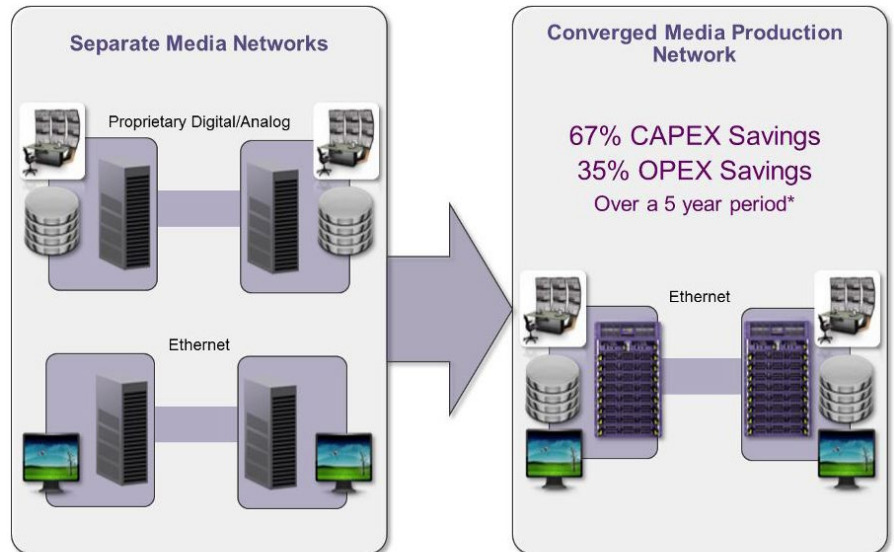 Separate Media Networks
Proprietary Digital/Analog
Ethernet
Converged Media Production
Network
67% CAPEX Savings
35% OPEX Savings
Over a 5 year period*
Ethernet